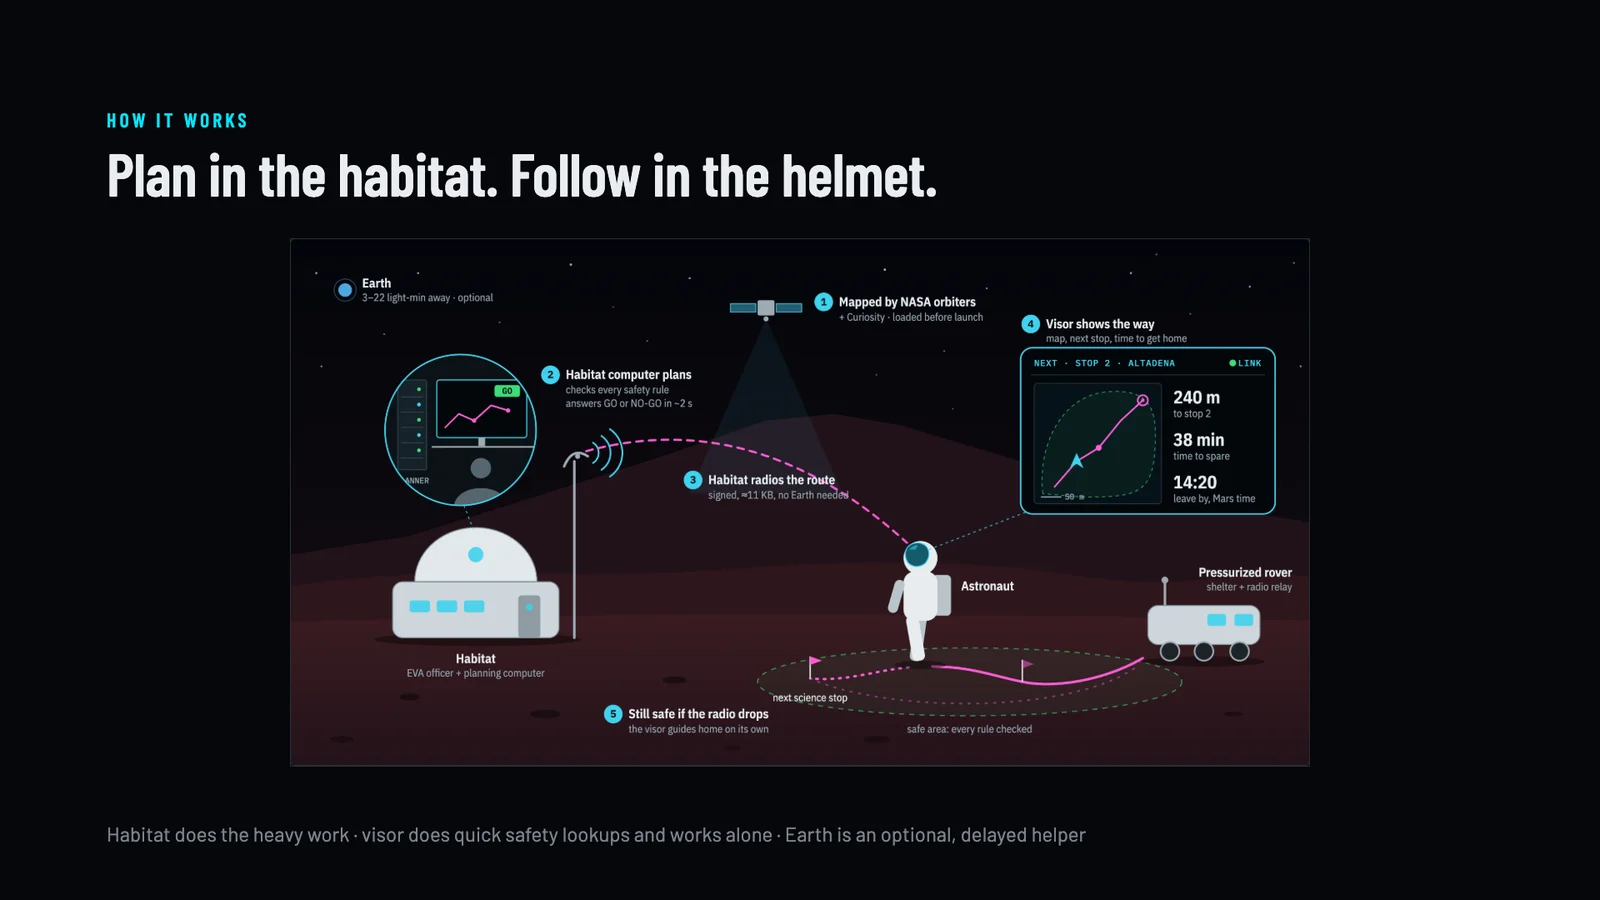 HOW IT WORKS
Plan in the habitat. Follow in the helmet.
Earth
3–22 light-min away · optional
1 Mapped by NASA orbiters
+ Curiosity · loaded before launch
2 Habitat computer plans
checks every safety rule
answers GO or NO-GO in ~2 s
GO
ANNER
3 Habitat radios the route
signed, ≈11 KB, no Earth needed
4 Visor shows the way
map, next stop, time to get home
NEXT · STOP 2 · ALTADENA
LINK
240 m
to stop 2
38 min
time to spare
14:20
leave by, Mars time
50 m
Astronaut
Pressurized rover
shelter + radio relay
Habitat
EVA officer + planning computer
next science stop
5 Still safe if the radio drops
the visor guides home on its own
safe area: every rule checked
Habitat does the heavy work · visor does quick safety lookups and works alone · Earth is an optional, delayed helper